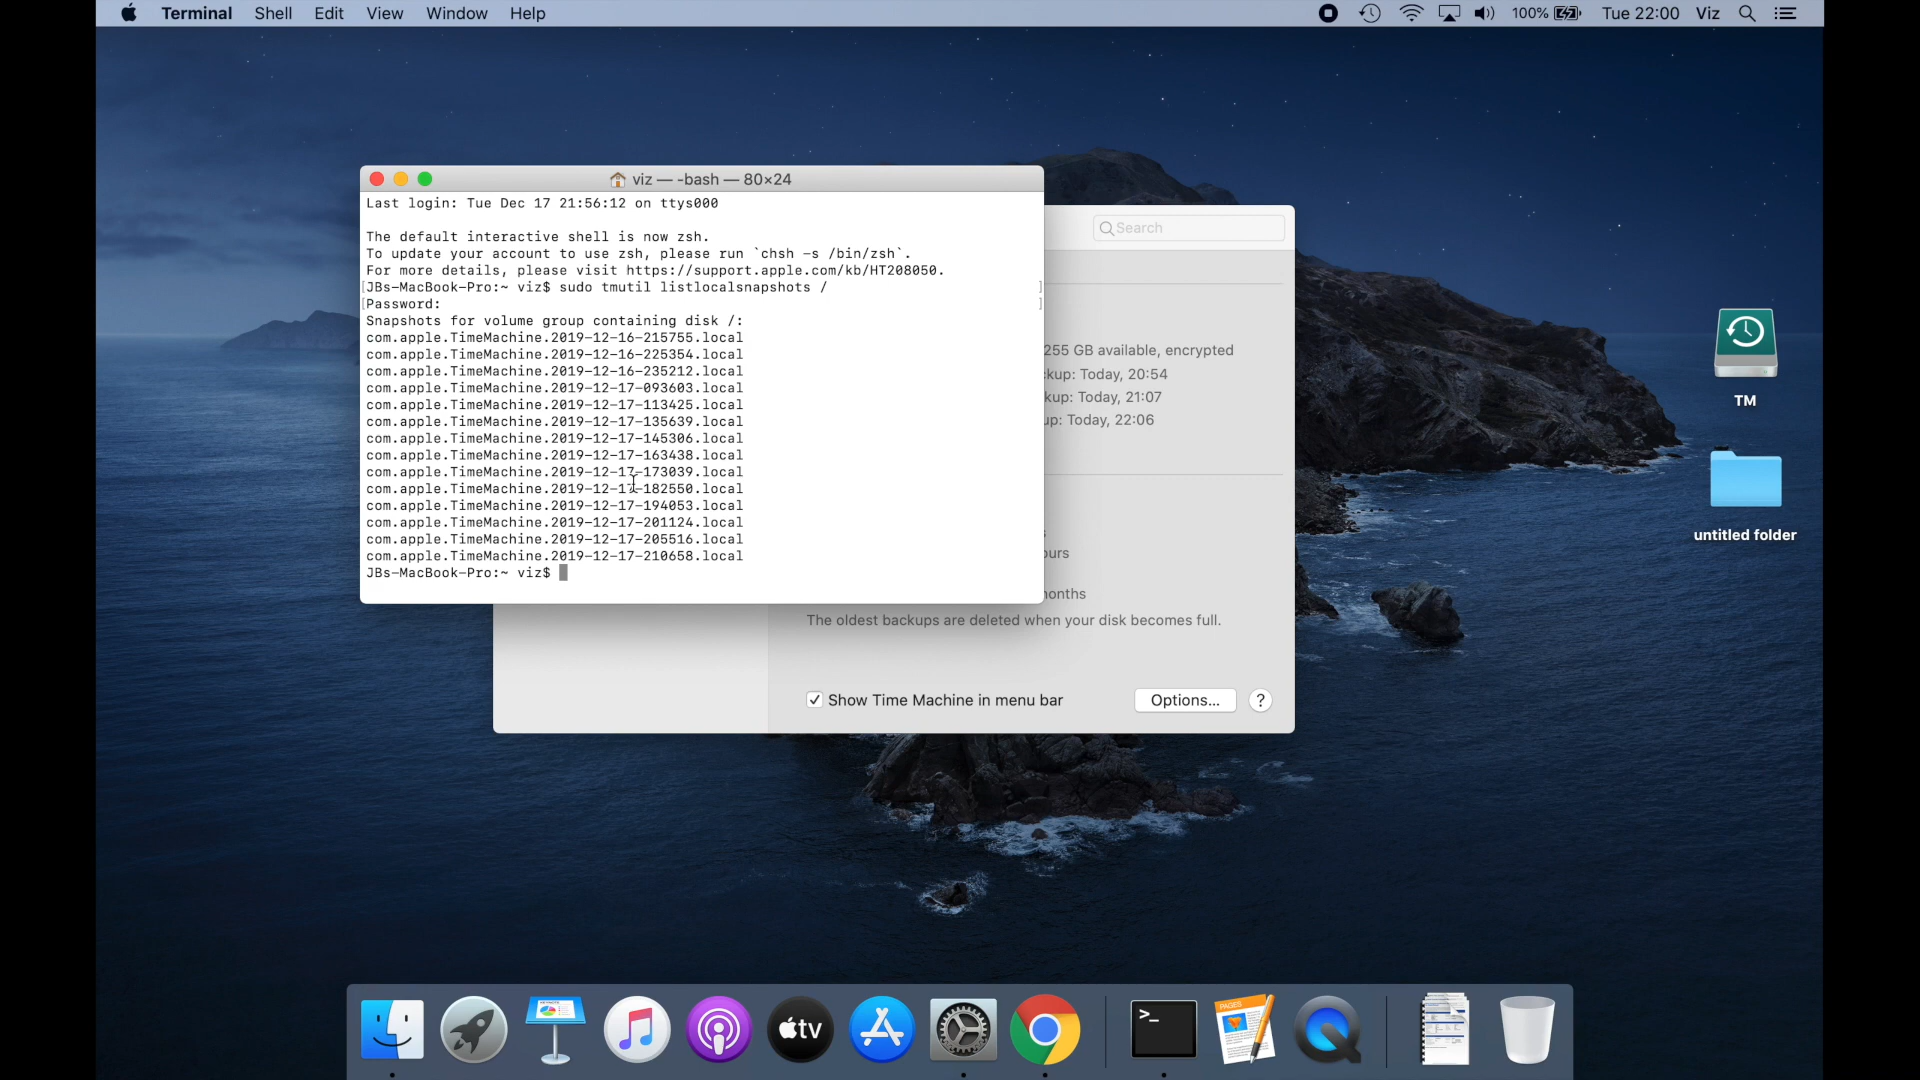 Terminal Shell Edit View Window Help
100% Tue 22:00 Viz
viz — -bash — 80×24
Last login: Tue Dec 17 21:56:12 on ttys000
The default interactive shell is now zsh.
To update your account to use zsh, please run `chsh -s /bin/zsh`.
For more details, please visit https://support.apple.com/kb/HT208050.
[JBs-MacBook-Pro:~ viz$ sudo tmutil listlocalsnapshots / ]
[Password: ]
Snapshots for volume group containing disk /:
com.apple.TimeMachine.2019-12-16-215755.local
com.apple.TimeMachine.2019-12-16-225354.local
com.apple.TimeMachine.2019-12-16-235212.local
com.apple.TimeMachine.2019-12-17-093603.local
com.apple.TimeMachine.2019-12-17-113425.local
com.apple.TimeMachine.2019-12-17-135639.local
com.apple.TimeMachine.2019-12-17-145306.local
com.apple.TimeMachine.2019-12-17-163438.local
com.apple.TimeMachine.2019-12-17-173039.local
com.apple.TimeMachine.2019-12-17-182550.local
com.apple.TimeMachine.2019-12-17-194053.local
com.apple.TimeMachine.2019-12-17-201124.local
com.apple.TimeMachine.2019-12-17-205516.local
com.apple.TimeMachine.2019-12-17-210658.local
JBs-MacBook-Pro:~ viz$
Search
255 GB available, encrypted
kup: Today, 20:54
kup: Today, 21:07
up: Today, 22:06
s
ours
onths
The oldest backups are deleted when your disk becomes full.
Show Time Machine in menu bar
Options... ?
TM
untitled folder
tv
>_
PAGES